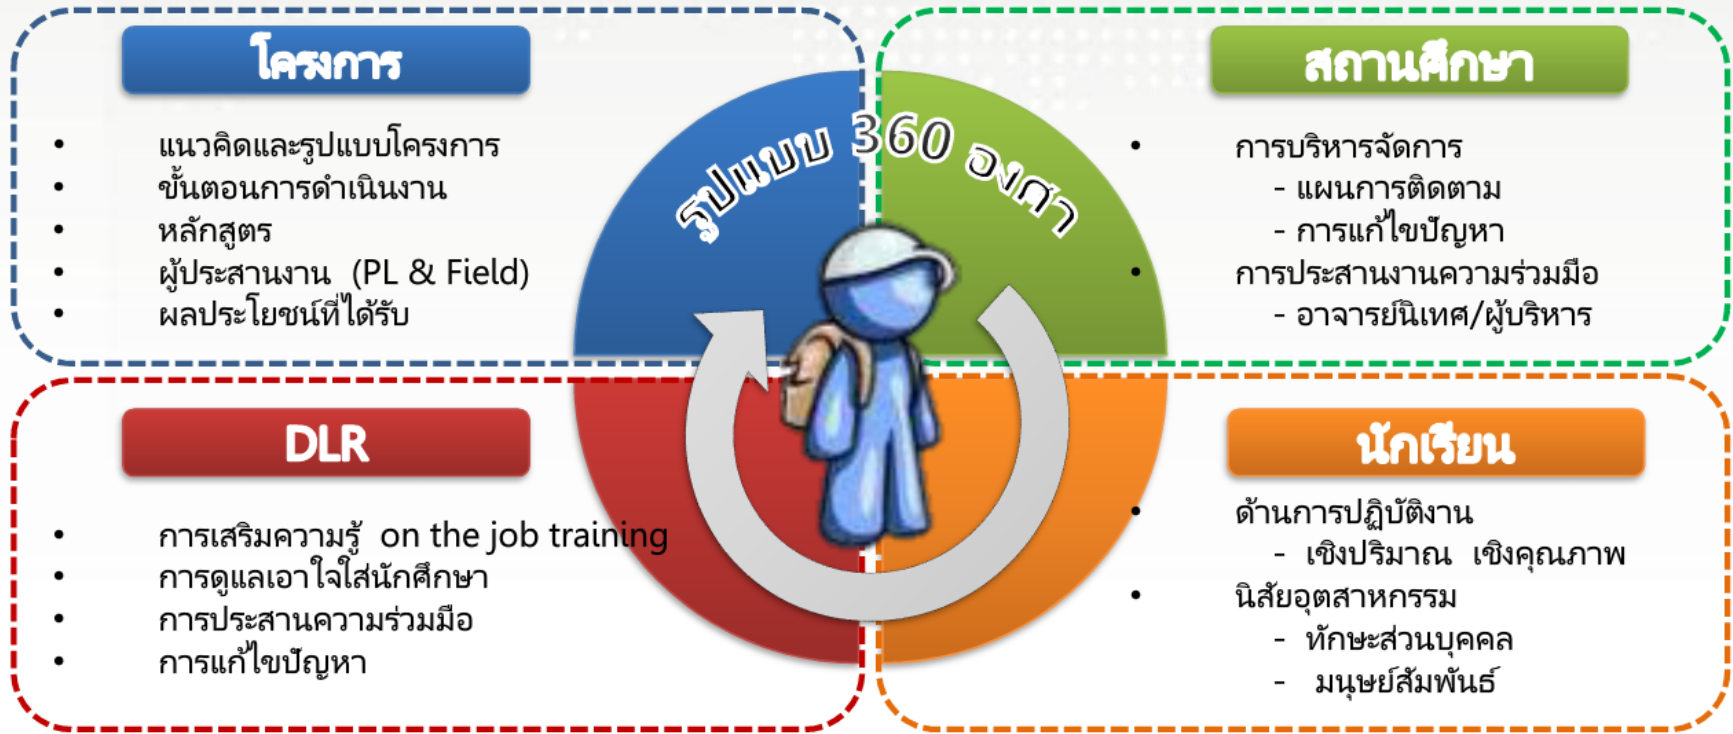 โครงการ
• แนวคิดและรูปแบบโครงการ
• ขั้นตอนการดำเนินงาน
• หลักสูตร
• ผู้ประสานงาน (PL & Field)
• ผลประโยชน์ที่ได้รับ
สถานศึกษา
• การบริหารจัดการ
- แผนการติดตาม
- การแก้ไขปัญหา
• การประสานงานความร่วมมือ
- อาจารย์นิเทศ/ผู้บริหาร
รูปแบบ 360 องศา
DLR
• การเสริมความรู้ on the job training
• การดูแลเอาใจใส่นักศึกษา
• การประสานความร่วมมือ
• การแก้ไขปัญหา
นักเรียน
• ด้านการปฏิบัติงาน
- เชิงปริมาณ เชิงคุณภาพ
• นิสัยอุตสาหกรรม
- ทักษะส่วนบุคคล
- มนุษย์สัมพันธ์